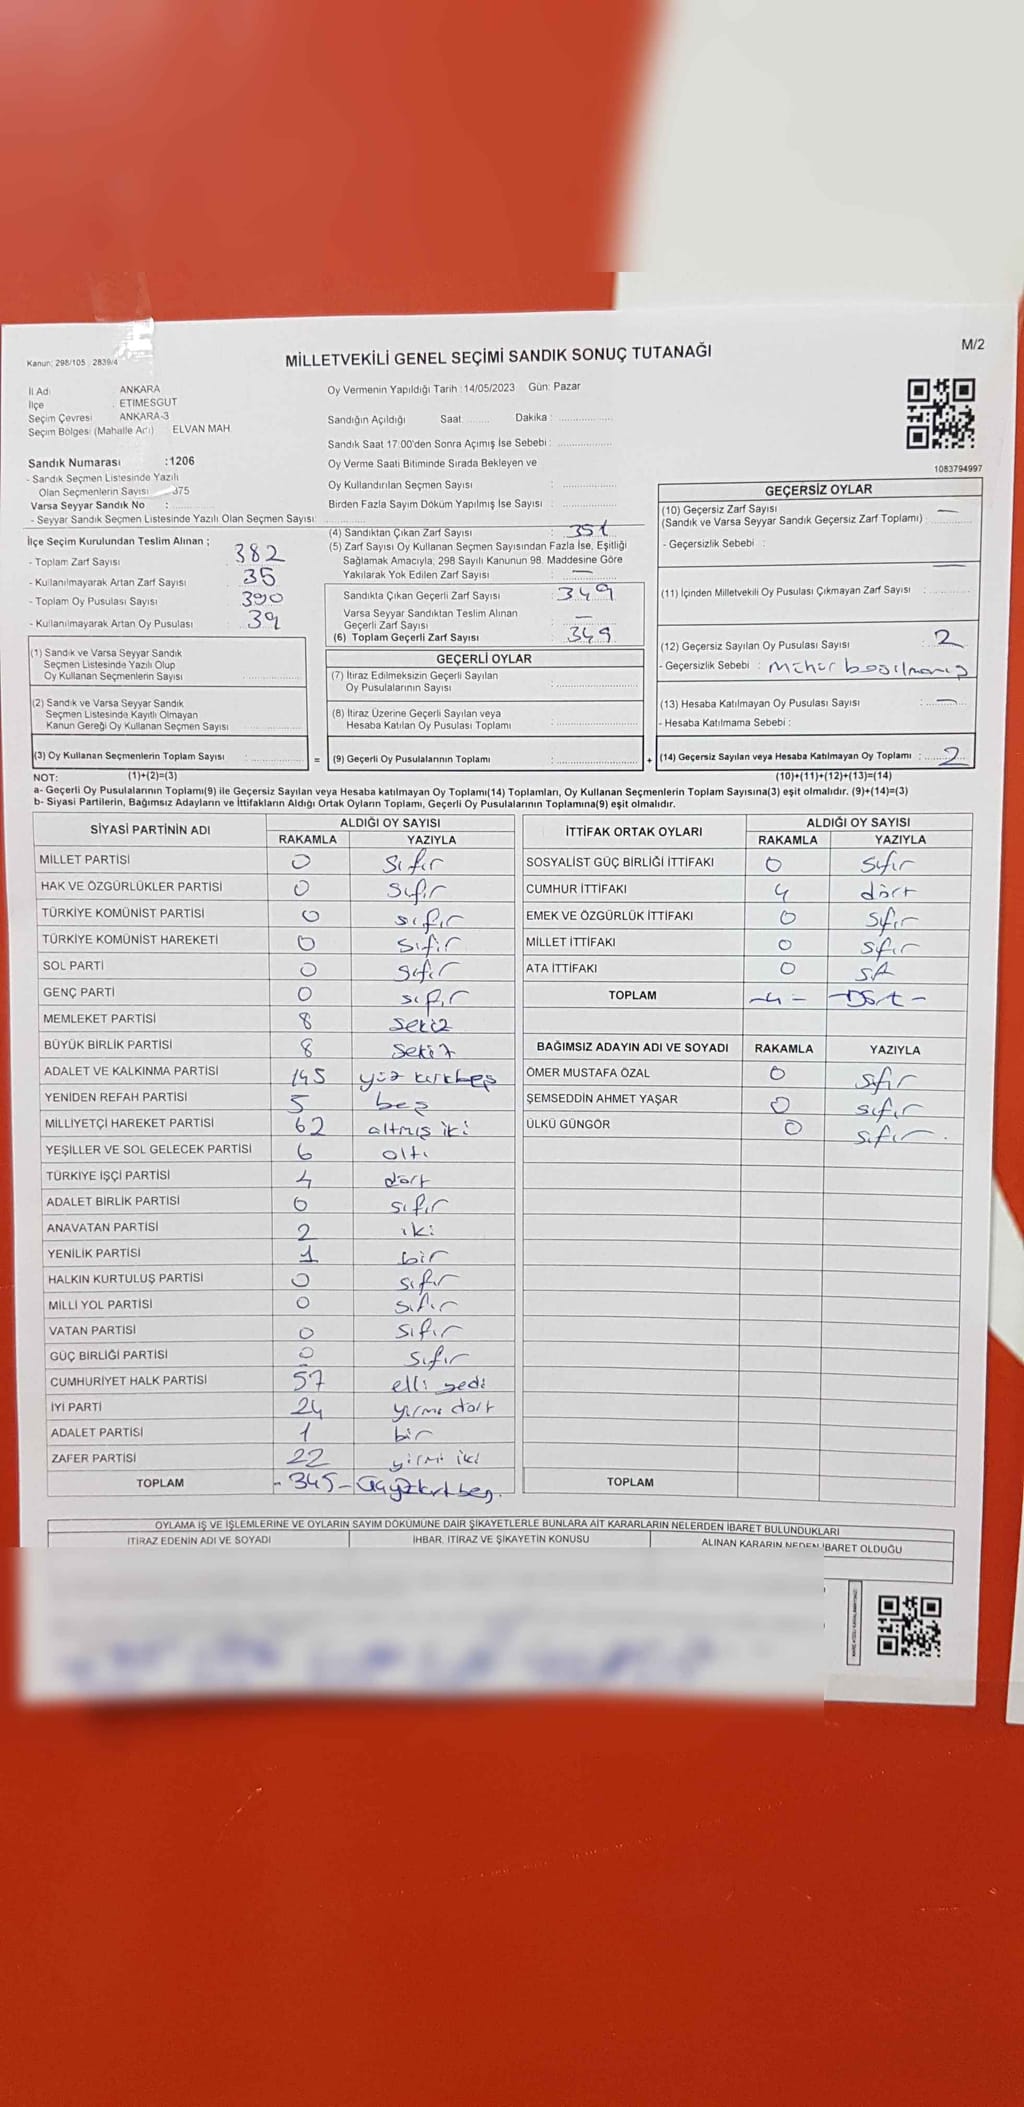 Kanun: 298/105 2839/4
MİLLETVEKİLİ GENEL SEÇİMİ SANDIK SONUÇ TUTANAĞI
M/2
İl Adı ANKARA
İlçe : ETİMESGUT
Seçim Çevresi ANKARA-3
Seçim Bölgesi (Mahalle Adı) ELVAN MAH.
Sandık Numarası :1206
- Sandık Seçmen Listesinde Yazılı
Olan Seçmenlerin Sayısı 375
Varsa Seyyar Sandık No :
- Seyyar Sandık Seçmen Listesinde Yazılı Olan Seçmen Sayısı:
Oy Vermenin Yapıldığı Tarih :14/05/2023 Gün: Pazar
Sandığın Açıldığı Saat: Dakika :
Sandık Saat 17:00'den Sonra Açımış İse Sebebi :
Oy Verme Saati Bitiminde Sırada Bekleyen ve
Oy Kullandırılan Seçmen Sayısı :
Birden Fazla Sayım Döküm Yapılmış İse Sayısı :
1083794997
İlçe Seçim Kurulundan Teslim Alınan ;
- Toplam Zarf Sayısı : 382
- Kullanılmayarak Artan Zarf Sayısı : 35
- Toplam Oy Pusulası Sayısı : 390
- Kullanılmayarak Artan Oy Pusulası : 39
(4) Sandıktan Çıkan Zarf Sayısı : 351
(5) Zarf Sayısı Oy Kullanan Seçmen Sayısından Fazla İse, Eşitliği
Sağlamak Amacıyla; 298 Sayılı Kanunun 98. Maddesine Göre
Yakılarak Yok Edilen Zarf Sayısı : —
Sandıkta Çıkan Geçerli Zarf Sayısı : 349
Varsa Seyyar Sandıktan Teslim Alınan
Geçerli Zarf Sayısı : —
(6) Toplam Geçerli Zarf Sayısı : 349
GEÇERSİZ OYLAR
(10) Geçersiz Zarf Sayısı
(Sandık ve Varsa Seyyar Sandık Geçersiz Zarf Toplamı) : —
- Geçersizlik Sebebi :
(11) İçinden Milletvekili Oy Pusulası Çıkmayan Zarf Sayısı :
(12) Geçersiz Sayılan Oy Pusulası Sayısı : 2
- Geçersizlik Sebebi : mühür basılmamış
(13) Hesaba Katılmayan Oy Pusulası Sayısı : —
- Hesaba Katılmama Sebebi :
(14) Geçersiz Sayılan veya Hesaba Katılmayan Oy Toplamı : 2
(1) Sandık ve Varsa Seyyar Sandık
Seçmen Listesinde Yazılı Olup
Oy Kullanan Seçmenlerin Sayısı :
(2) Sandık ve Varsa Seyyar Sandık
Seçmen Listesinde Kayıtlı Olmayan
Kanun Gereği Oy Kullanan Seçmen Sayısı :
(3) Oy Kullanan Seçmenlerin Toplam Sayısı :
GEÇERLİ OYLAR
(7) İtiraz Edilmeksizin Geçerli Sayılan
Oy Pusulalarının Sayısı :
(8) İtiraz Üzerine Geçerli Sayılan veya
Hesaba Katılan Oy Pusulası Toplamı :
= (9) Geçerli Oy Pusulalarının Toplamı : +
NOT: (1)+(2)=(3) (10)+(11)+(12)+(13)=(14)
a- Geçerli Oy Pusulalarının Toplamı(9) ile Geçersiz Sayılan veya Hesaba katılmayan Oy Toplamı(14) Toplamları, Oy Kullanan Seçmenlerin Toplam Sayısına(3) eşit olmalıdır. (9)+(14)=(3)
b- Siyasi Partilerin, Bağımsız Adayların ve İttifakların Aldığı Ortak Oyların Toplamı, Geçerli Oy Pusulalarının Toplamına(9) eşit olmalıdır.
SİYASİ PARTİNİN ADI ALDIĞI OY SAYISI
RAKAMLA YAZIYLA
MİLLET PARTİSİ 0 sıfır
HAK VE ÖZGÜRLÜKLER PARTİSİ 0 sıfır
TÜRKİYE KOMÜNİST PARTİSİ 0 sıfır
TÜRKİYE KOMÜNİST HAREKETİ 0 sıfır
SOL PARTİ 0 sıfır
GENÇ PARTİ 0 sıfır
MEMLEKET PARTİSİ 8 sekiz
BÜYÜK BİRLİK PARTİSİ 8 sekiz
ADALET VE KALKINMA PARTİSİ 145 yüz kırkbeş
YENİDEN REFAH PARTİSİ 5 beş
MİLLİYETÇİ HAREKET PARTİSİ 62 altmış iki
YEŞİLLER VE SOL GELECEK PARTİSİ 6 altı
TÜRKİYE İŞÇİ PARTİSİ 4 dört
ADALET BİRLİK PARTİSİ 0 sıfır
ANAVATAN PARTİSİ 2 iki
YENİLİK PARTİSİ 1 bir
HALKIN KURTULUŞ PARTİSİ 0 sıfır
MİLLİ YOL PARTİSİ 0 sıfır
VATAN PARTİSİ 0 sıfır
GÜÇ BİRLİĞİ PARTİSİ 0 sıfır
CUMHURİYET HALK PARTİSİ 57 elli yedi
İYİ PARTİ 24 yirmi dört
ADALET PARTİSİ 1 bir
ZAFER PARTİSİ 22 yirmi iki
TOPLAM - 345 - Üçyüzkırkbeş.
İTTİFAK ORTAK OYLARI ALDIĞI OY SAYISI
RAKAMLA YAZIYLA
SOSYALİST GÜÇ BİRLİĞİ İTTİFAKI 0 sıfır
CUMHUR İTTİFAKI 4 dört
EMEK VE ÖZGÜRLÜK İTTİFAKI 0 sıfır
MİLLET İTTİFAKI 0 sıfır
ATA İTTİFAKI 0 sıfır
TOPLAM -4- -Dört-
BAĞIMSIZ ADAYIN ADI VE SOYADI RAKAMLA YAZIYLA
ÖMER MUSTAFA ÖZAL 0 sıfır
ŞEMSEDDİN AHMET YAŞAR 0 sıfır
ÜLKÜ GÜNGÖR 0 sıfır.
TOPLAM
OYLAMA İŞ VE İŞLEMLERİNE VE OYLARIN SAYIM DÖKÜMÜNE DAİR ŞİKAYETLERLE BUNLARA AİT KARARLARIN NELERDEN İBARET BULUNDUKLARI
İTİRAZ EDENİN ADI VE SOYADI İHBAR, İTİRAZ VE ŞİKAYETİN KONUSU ALINAN KARARIN NEDEN İBARET OLDUĞU